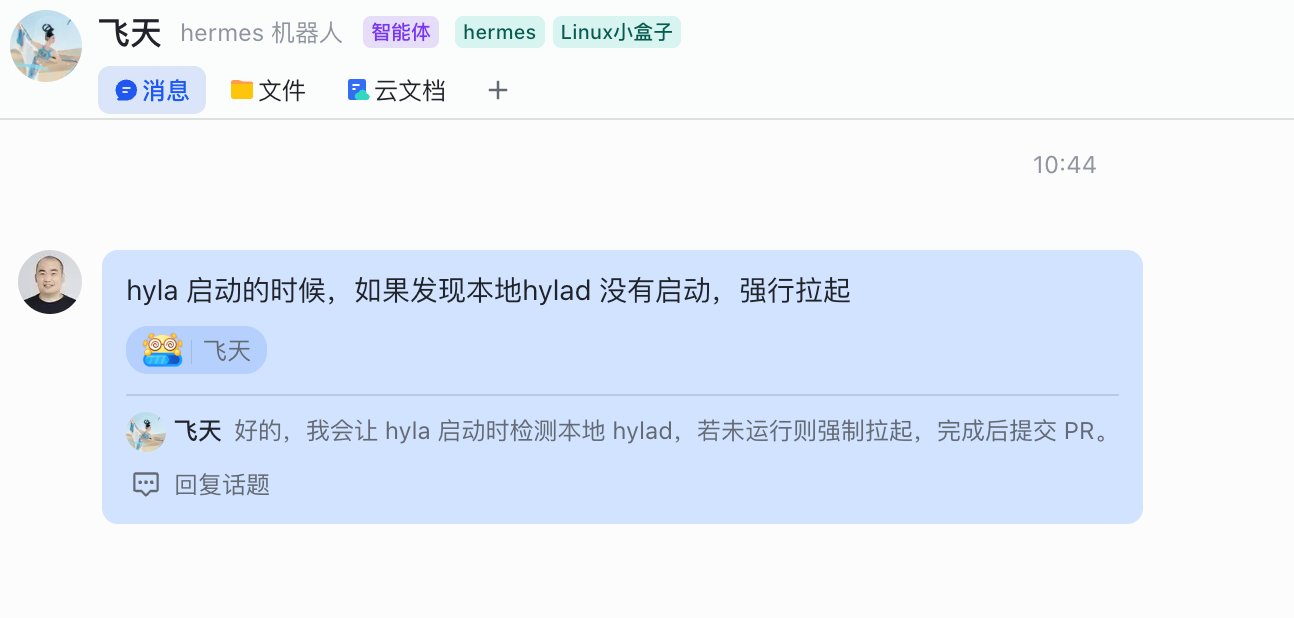 飞天 hermes 机器人 智能体 hermes Linux小盒子
消息 文件 云文档
10:44
hyla 启动的时候，如果发现本地hylad 没有启动，强行拉起
飞天
飞天 好的，我会让 hyla 启动时检测本地 hylad，若未运行则强制拉起，完成后提交 PR。
回复话题